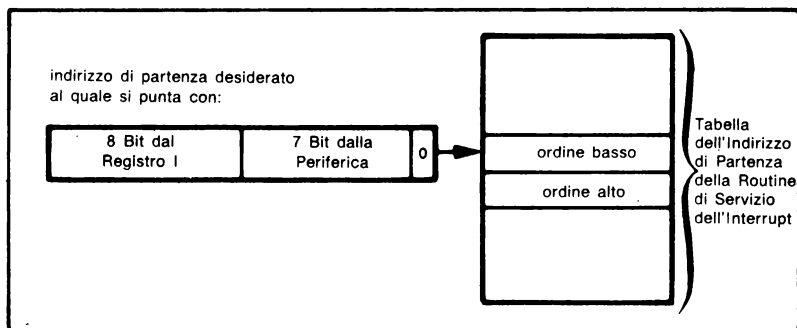 indirizzo di partenza desiderato
al quale si punta con:
8 Bit dal
Registro I
7 Bit dalla
Periferica
0
ordine basso
ordine alto
Tabella
dell'Indirizzo
di Partenza
della Routine
di Servizio
dell'Interrupt